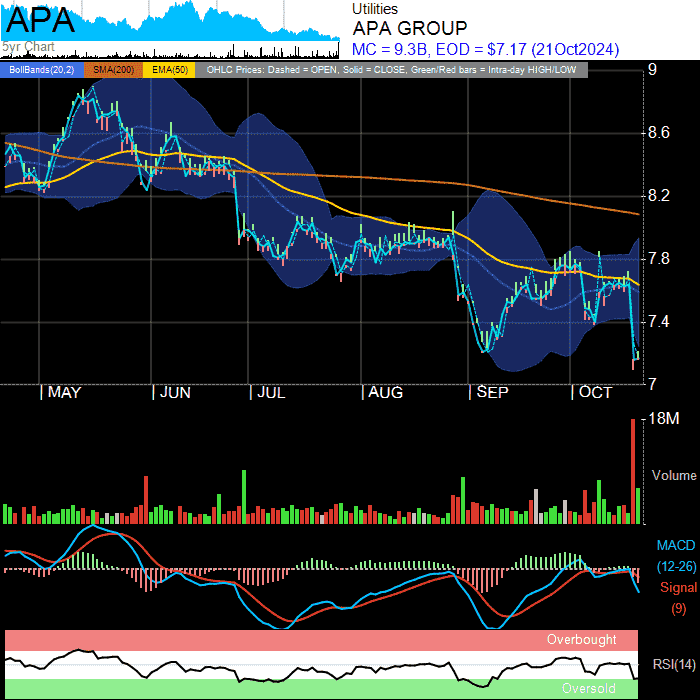 APA
5yr Chart
Utilities
APA GROUP
MC = 9.3B, EOD = $7.17 (21Oct2024)
BollBands(20,2) SMA(200) EMA(50) OHLC Prices: Dashed = OPEN, Solid = CLOSE, Green/Red bars = Intra-day HIGH/LOW
9
8.6
8.2
7.8
7.4
7
MAY JUN JUL AUG SEP OCT
18M
Volume
MACD
(12-26)
Signal
(9)
Overbought
RSI(14)
Oversold